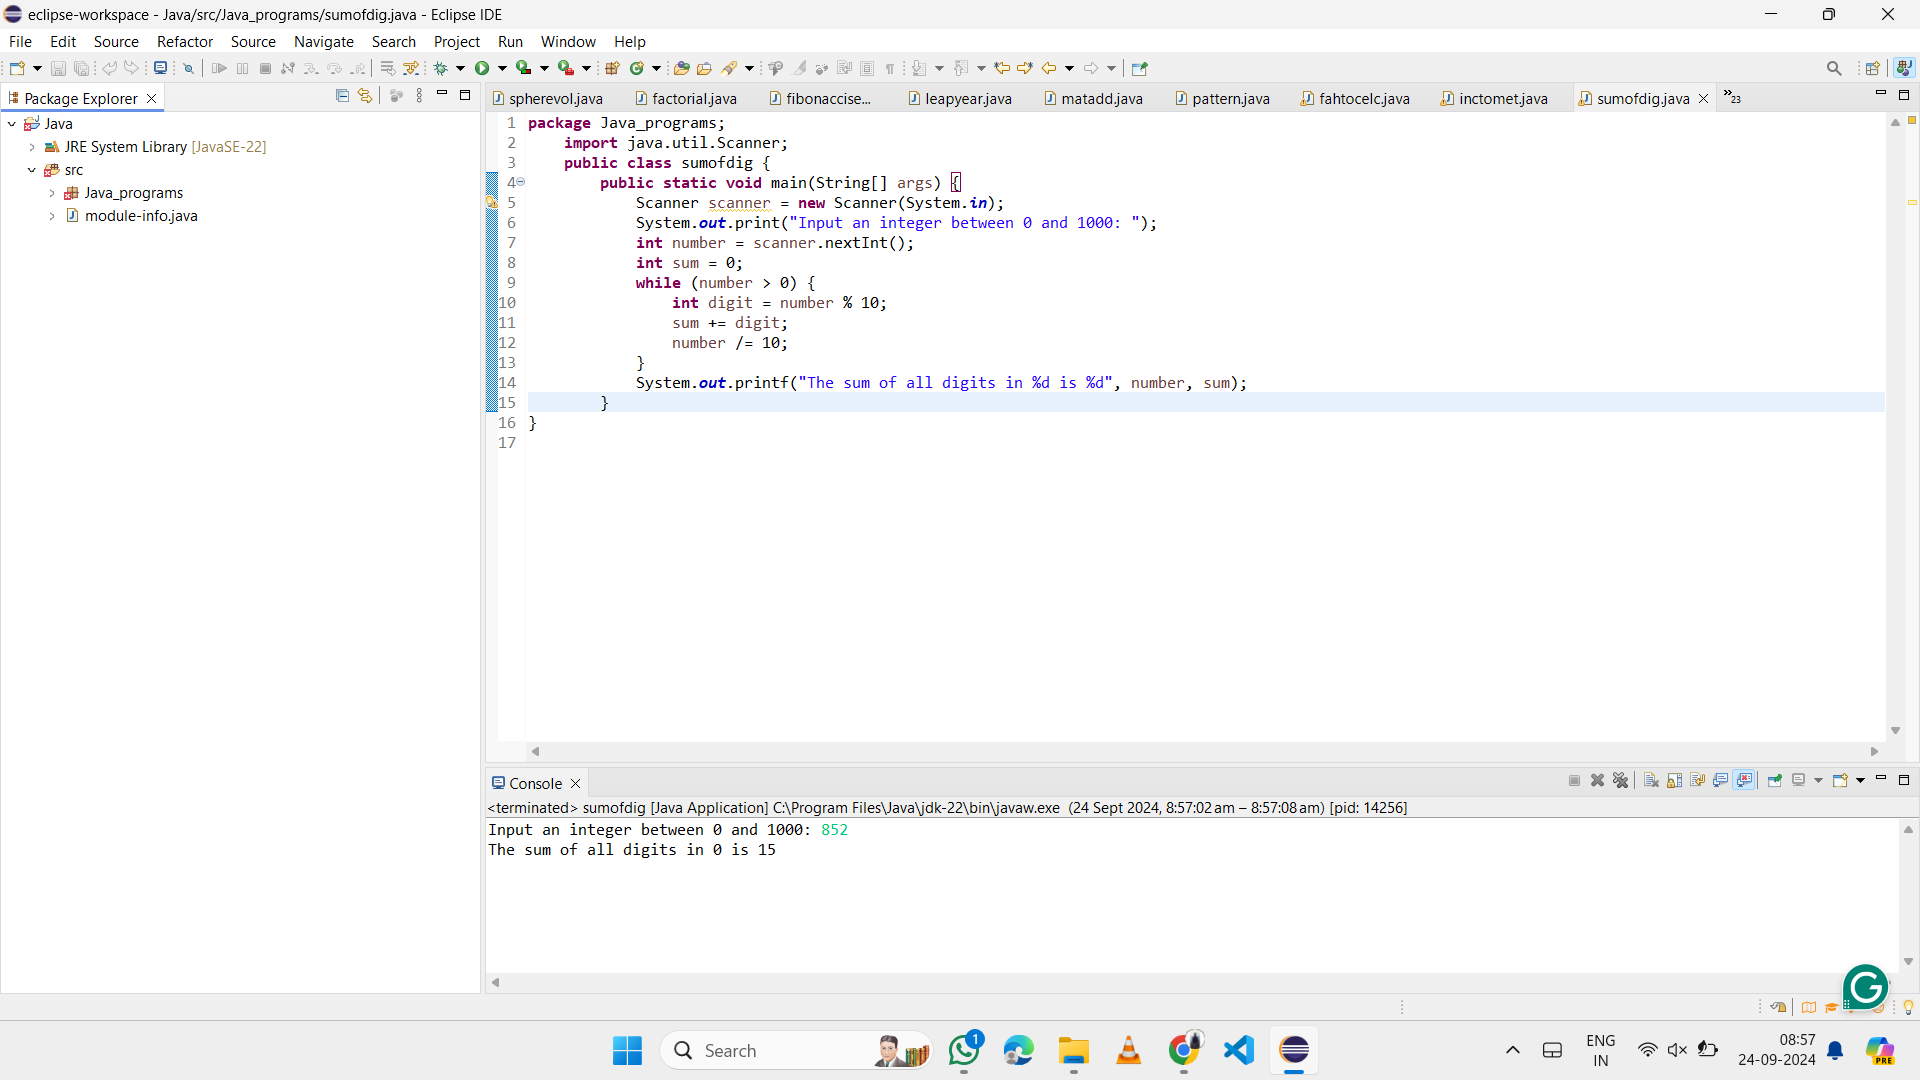 eclipse-workspace - Java/src/Java_programs/sumofdig.java - Eclipse IDE
File Edit Source Refactor Source Navigate Search Project Run Window Help
Package Explorer
Java
JRE System Library [JavaSE-22]
src
Java_programs
module-info.java
spherevol.java factorial.java fibonaccise... leapyear.java matadd.java pattern.java fahtocelc.java inctomet.java sumofdig.java »23
1 package Java_programs;
2 import java.util.Scanner;
3 public class sumofdig {
4 public static void main(String[] args) {
5 Scanner scanner = new Scanner(System.in);
6 System.out.print("Input an integer between 0 and 1000: ");
7 int number = scanner.nextInt();
8 int sum = 0;
9 while (number > 0) {
10 int digit = number % 10;
11 sum += digit;
12 number /= 10;
13 }
14 System.out.printf("The sum of all digits in %d is %d", number, sum);
15 }
16 }
17
Console
<terminated> sumofdig [Java Application] C:\Program Files\Java\jdk-22\bin\javaw.exe (24 Sept 2024, 8:57:02 am – 8:57:08 am) [pid: 14256]
Input an integer between 0 and 1000: 852
The sum of all digits in 0 is 15
Search
1
ENG
IN
08:57
24-09-2024
PRE